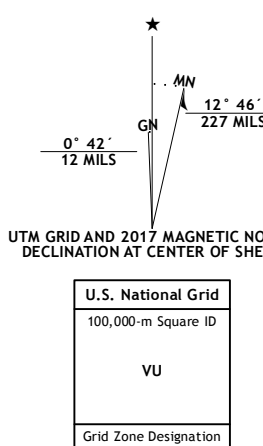 ★
MN
GN
12° 46´
227 MILS
0° 42´
12 MILS
UTM GRID AND 2017 MAGNETIC NO
DECLINATION AT CENTER OF SHE
U.S. National Grid
100,000-m Square ID
VU
Grid Zone Designation